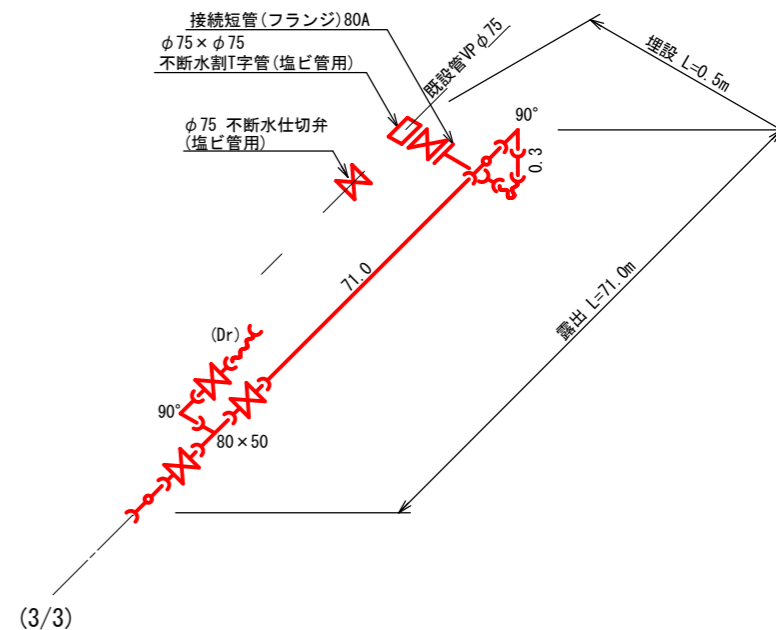 接続短管(フランジ)80A
φ75×φ75
不断水割T字管(塩ビ管用)
既設管VPφ75
埋設 L=0.5m
φ75 不断水仕切弁
(塩ビ管用)
90°
0.3
71.0
露出 L=71.0m
(Dr)
90°
80×50
(3/3)